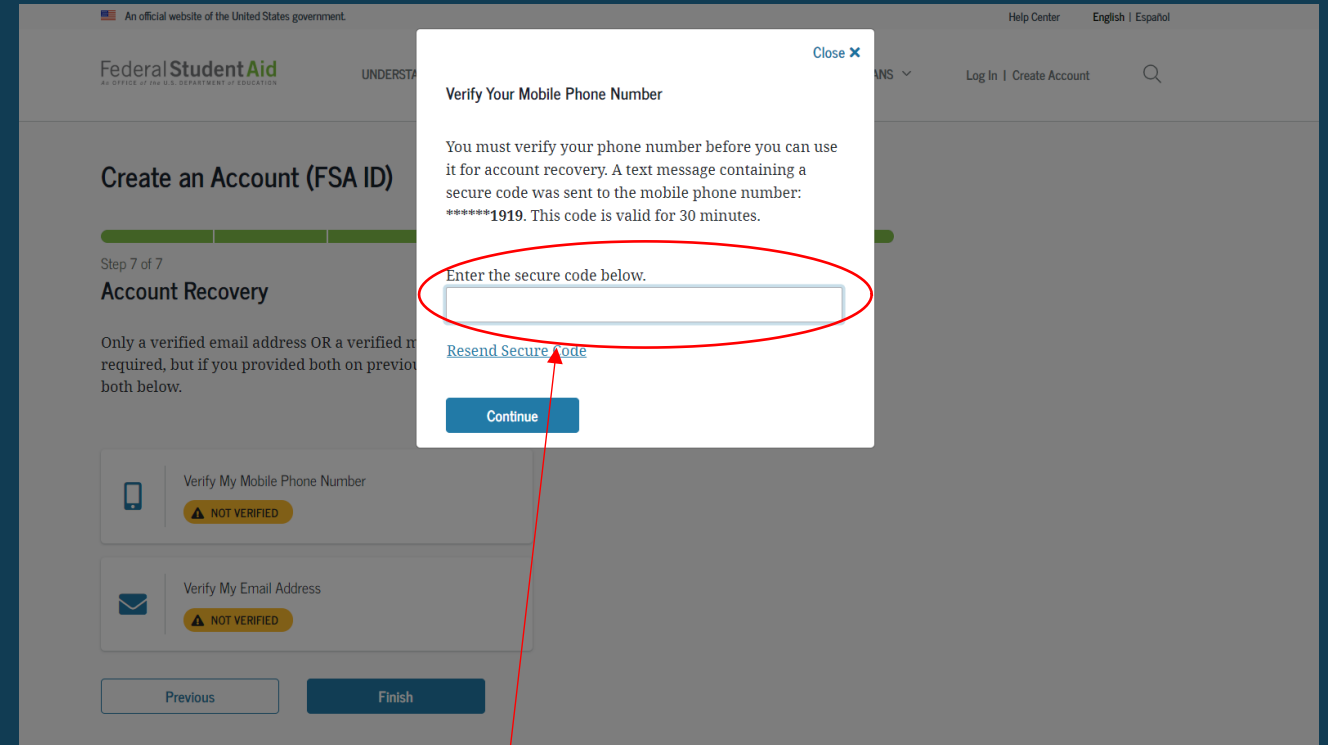 An official website of the United States government.
Help Center English | Español
Federal Student Aid
An OFFICE of the U.S. DEPARTMENT of EDUCATION
UNDERSTA
ANS
Log In | Create Account
Close ×
Verify Your Mobile Phone Number
You must verify your phone number before you can use
it for account recovery. A text message containing a
secure code was sent to the mobile phone number:
******1919. This code is valid for 30 minutes.
Enter the secure code below.
Resend Secure Code
Continue
Create an Account (FSA ID)
Step 7 of 7
Account Recovery
Only a verified email address OR a verified m
required, but if you provided both on previou
both below.
Verify My Mobile Phone Number
NOT VERIFIED
Verify My Email Address
NOT VERIFIED
Previous
Finish